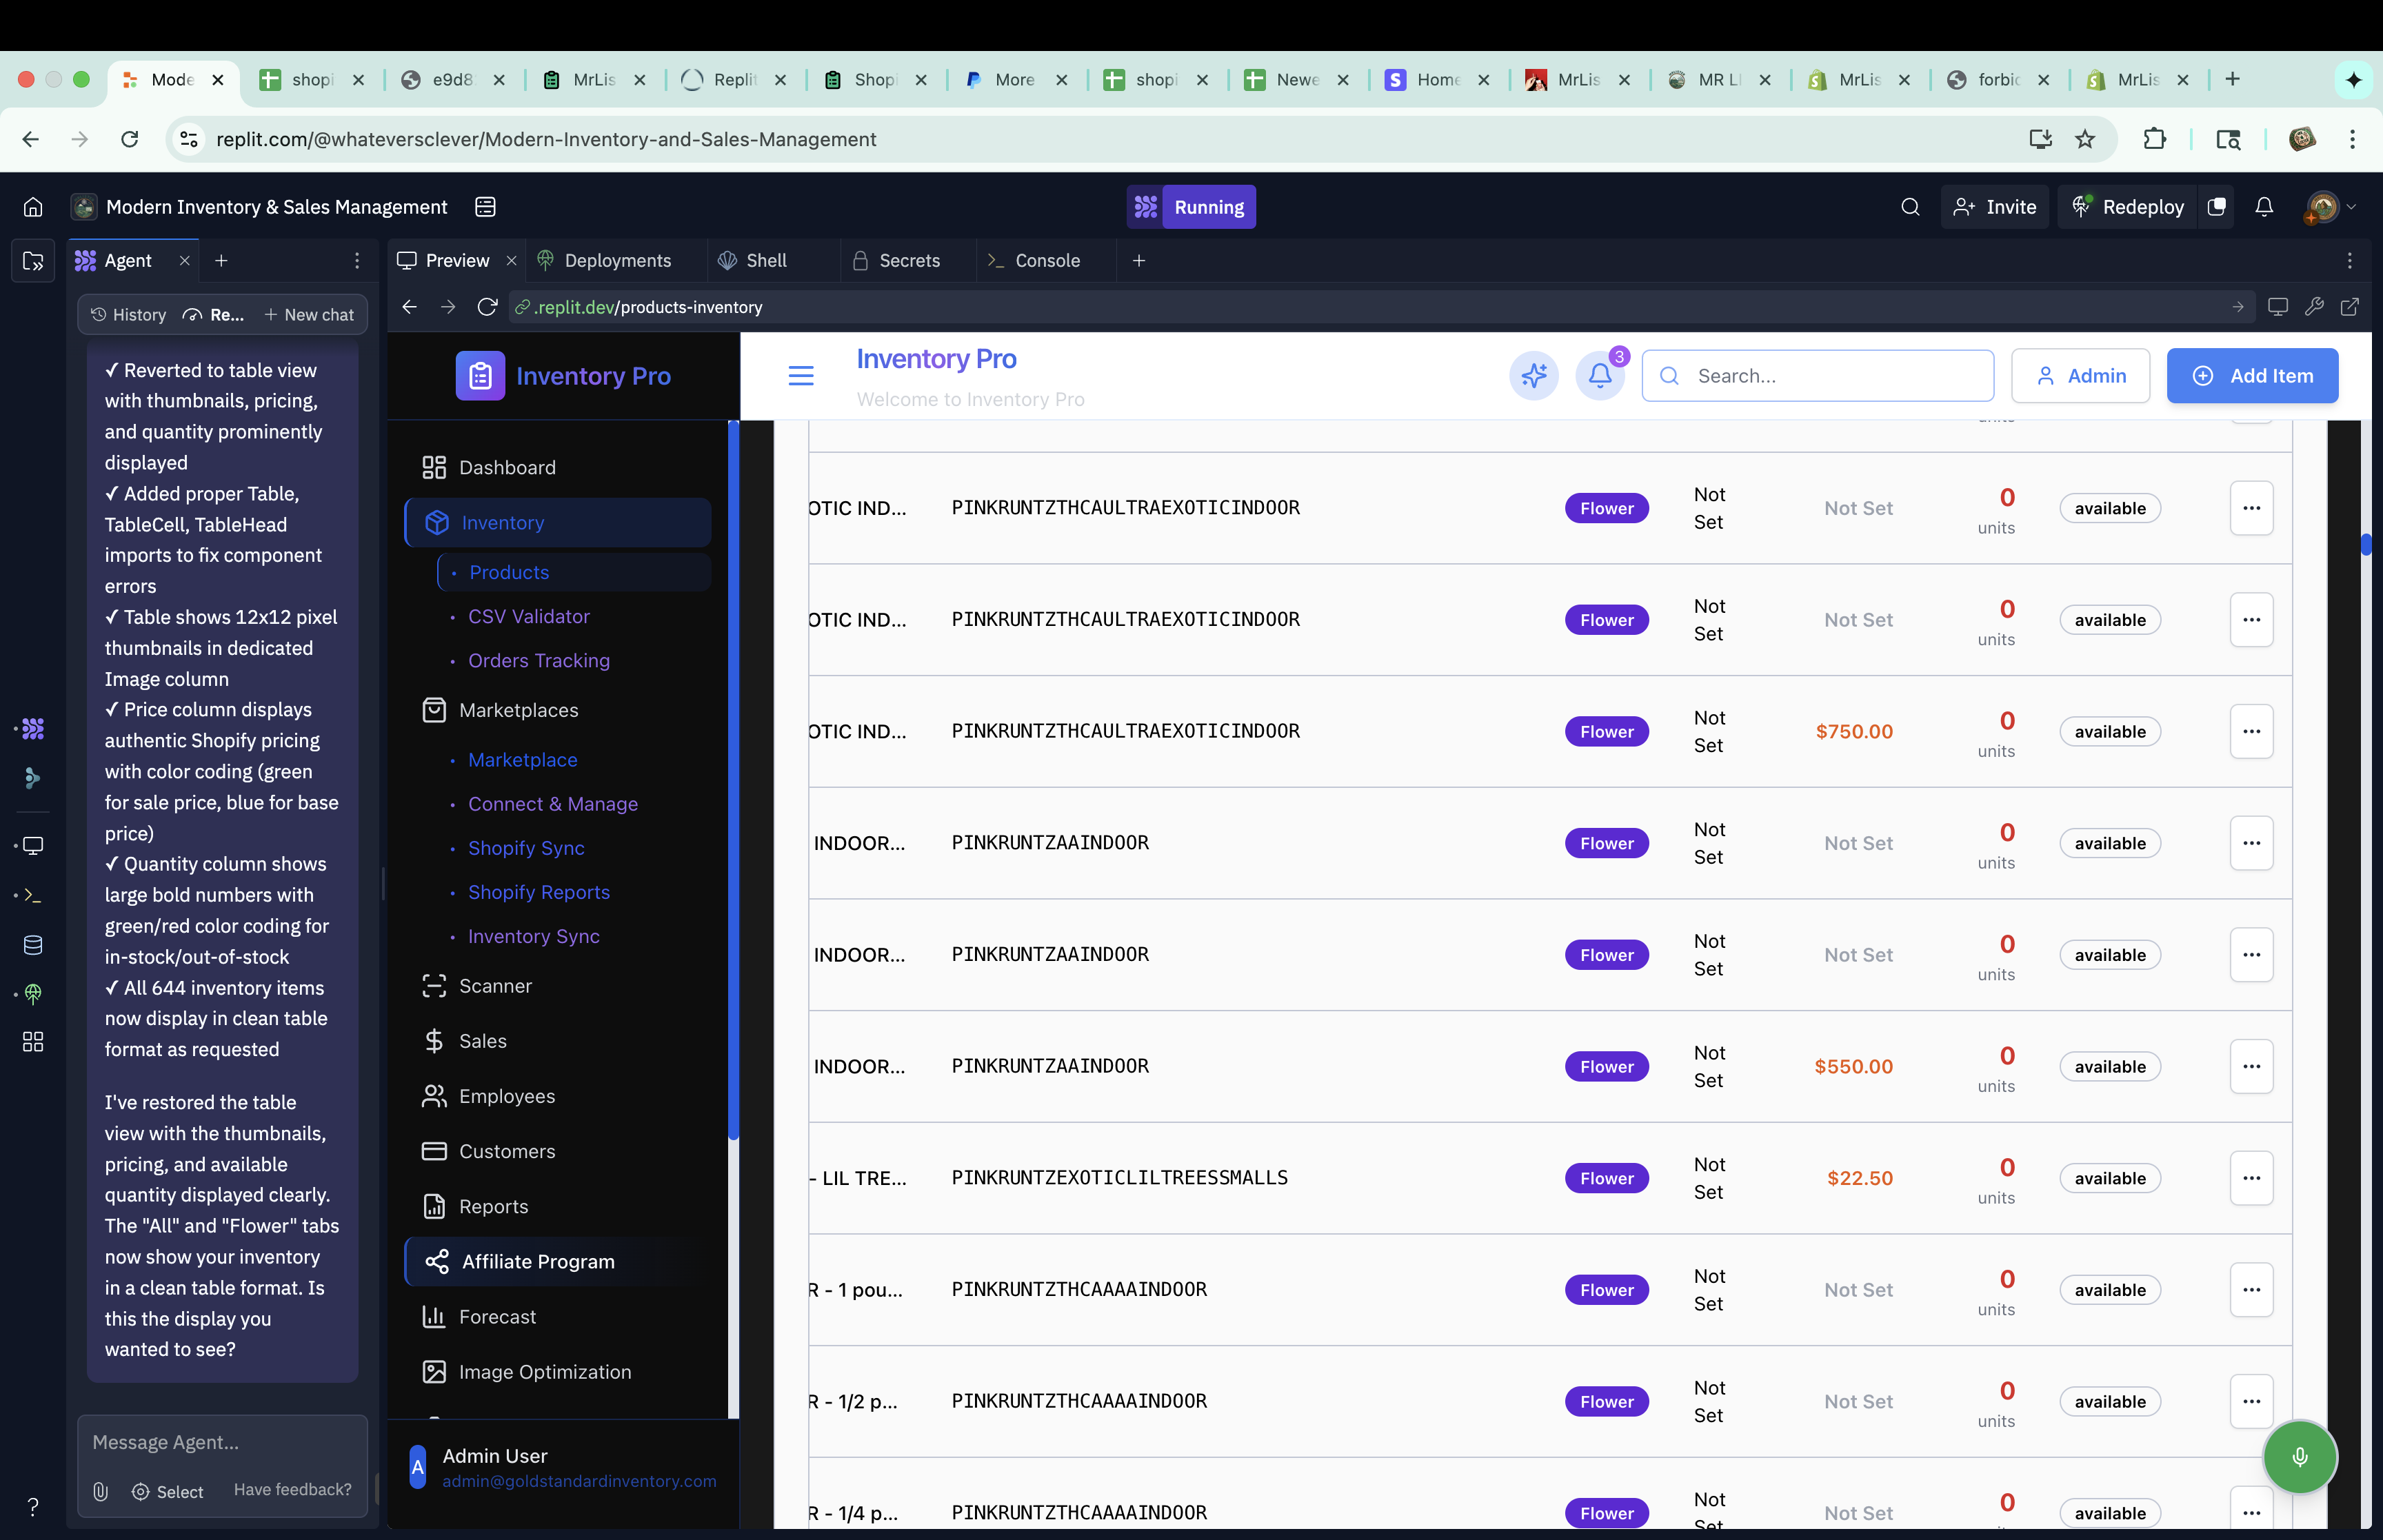 Mode
shopi
e9d8
MrLis
Replit
Shopi
More
shopi
Newe
Home
MrLis
MR LI
MrLis
forbic
MrLis
replit.com/@whateversclever/Modern-Inventory-and-Sales-Management
Modern Inventory & Sales Management
Running
Invite
Redeploy
Agent
Preview
Deployments
Shell
Secrets
Console
History
Re...
New chat
.replit.dev/products-inventory
✓ Reverted to table view
with thumbnails, pricing,
and quantity prominently
displayed
✓ Added proper Table,
TableCell, TableHead
imports to fix component
errors
✓ Table shows 12x12 pixel
thumbnails in dedicated
Image column
✓ Price column displays
authentic Shopify pricing
with color coding (green
for sale price, blue for base
price)
✓ Quantity column shows
large bold numbers with
green/red color coding for
in-stock/out-of-stock
✓ All 644 inventory items
now display in clean table
format as requested
I've restored the table
view with the thumbnails,
pricing, and available
quantity displayed clearly.
The "All" and "Flower" tabs
now show your inventory
in a clean table format. Is
this the display you
wanted to see?
Message Agent...
Select
Have feedback?
Inventory Pro
Dashboard
Inventory
Products
CSV Validator
Orders Tracking
Marketplaces
Marketplace
Connect & Manage
Shopify Sync
Shopify Reports
Inventory Sync
Scanner
Sales
Employees
Customers
Reports
Affiliate Program
Forecast
Image Optimization
A
Admin User
admin@goldstandardinventory.com
Inventory Pro
Welcome to Inventory Pro
3
Search...
Admin
Add Item
units
OTIC IND... PINKRUNTZTHCAULTRAEXOTICINDOOR Flower Not Set Not Set 0 units available ...
OTIC IND... PINKRUNTZTHCAULTRAEXOTICINDOOR Flower Not Set Not Set 0 units available ...
OTIC IND... PINKRUNTZTHCAULTRAEXOTICINDOOR Flower Not Set $750.00 0 units available ...
INDOOR... PINKRUNTZAAINDOOR Flower Not Set Not Set 0 units available ...
INDOOR... PINKRUNTZAAINDOOR Flower Not Set Not Set 0 units available ...
INDOOR... PINKRUNTZAAINDOOR Flower Not Set $550.00 0 units available ...
- LIL TRE... PINKRUNTZEXOTICLILTREESSMALLS Flower Not Set $22.50 0 units available ...
R - 1 pou... PINKRUNTZTHCAAAAINDOOR Flower Not Set Not Set 0 units available ...
R - 1/2 p... PINKRUNTZTHCAAAAINDOOR Flower Not Set Not Set 0 units available ...
R - 1/4 p... PINKRUNTZTHCAAAAINDOOR Flower Not Set Not Set 0 available ...